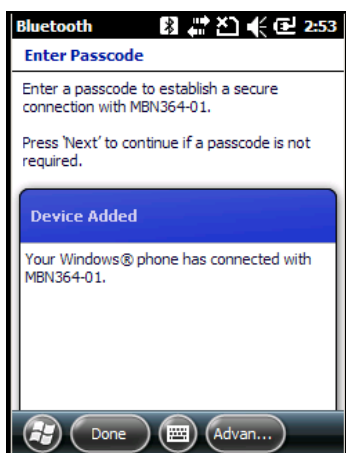 Bluetooth 2:53
Enter Passcode
Enter a passcode to establish a secure
connection with MBN364-01.
Press 'Next' to continue if a passcode is not
required.
Device Added
Your Windows® phone has connected with
MBN364-01.
Done Advan...